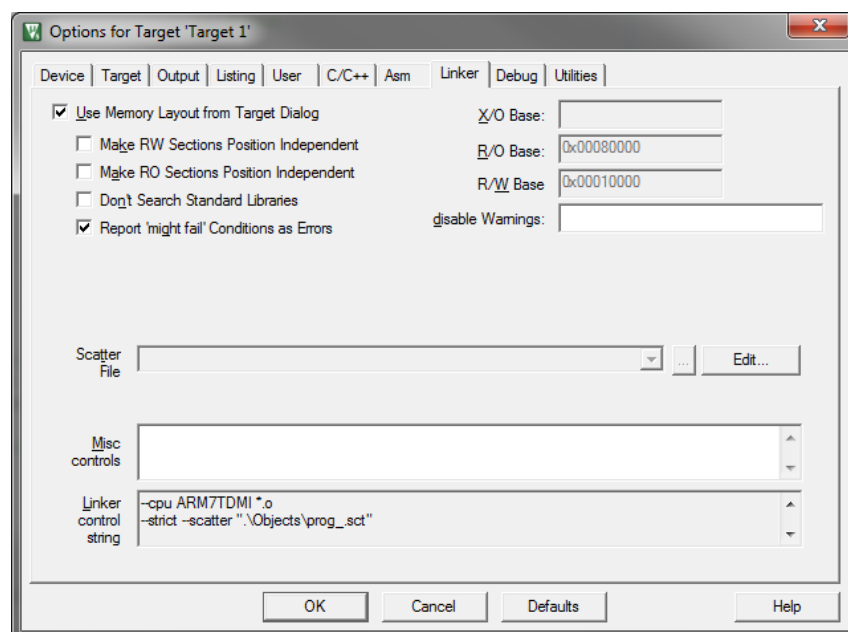 Options for Target 'Target 1'
Device Target Output Listing User C/C++ Asm Linker Debug Utilities
Use Memory Layout from Target Dialog
Make RW Sections Position Independent
Make RO Sections Position Independent
Don't Search Standard Libraries
Report 'might fail' Conditions as Errors
X/O Base:
R/O Base: 0x00080000
R/W Base 0x00010000
disable Warnings:
Scatter
File
...
Edit...
Misc
controls
Linker
control
string
--cpu ARM7TDMI *.o
--strict --scatter ".\Objects\prog_.sct"
OK Cancel Defaults Help